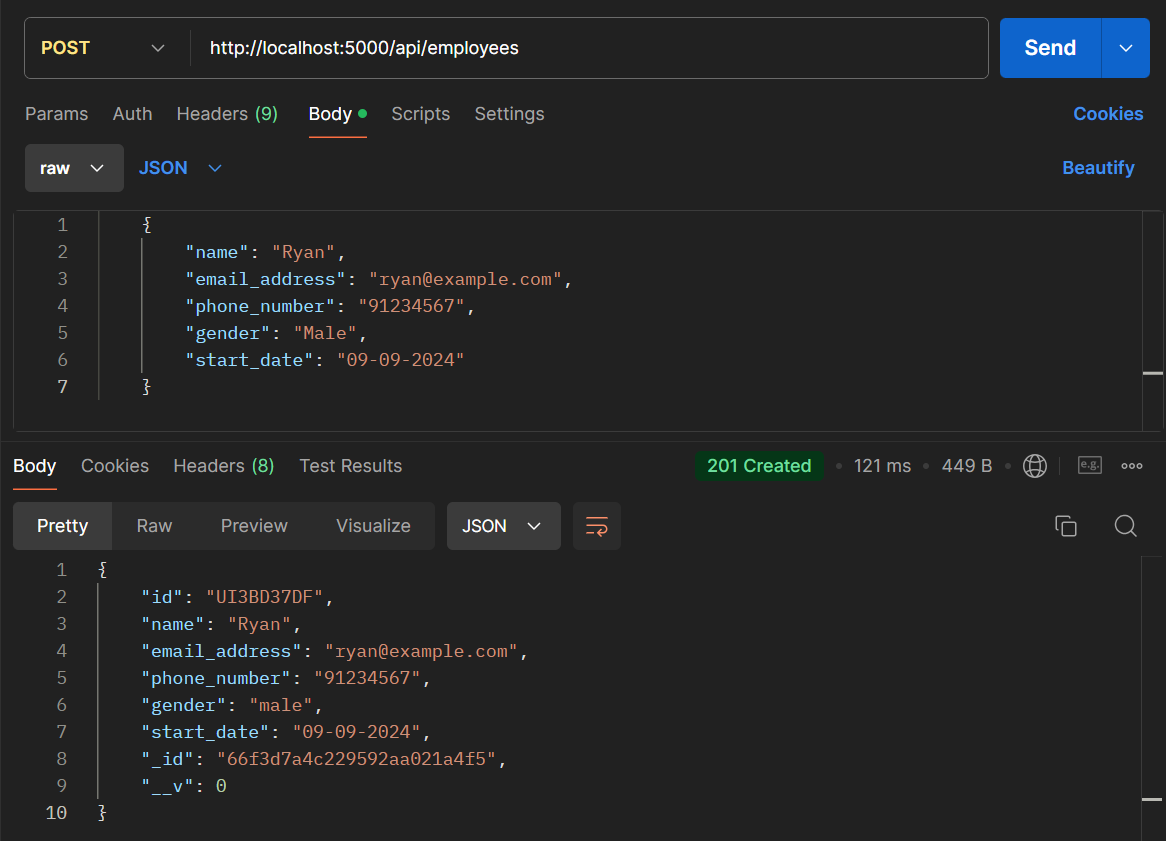 POST http://localhost:5000/api/employees Send
Params Auth Headers (9) Body Scripts Settings Cookies
raw JSON Beautify
1 {
2 "name": "Ryan",
3 "email_address": "ryan@example.com",
4 "phone_number": "91234567",
5 "gender": "Male",
6 "start_date": "09-09-2024"
7 }
Body Cookies Headers (8) Test Results 201 Created • 121 ms • 449 B • e.g.
Pretty Raw Preview Visualize JSON
1 {
2 "id": "UI3BD37DF",
3 "name": "Ryan",
4 "email_address": "ryan@example.com",
5 "phone_number": "91234567",
6 "gender": "male",
7 "start_date": "09-09-2024",
8 "_id": "66f3d7a4c229592aa021a4f5",
9 "__v": 0
10 }